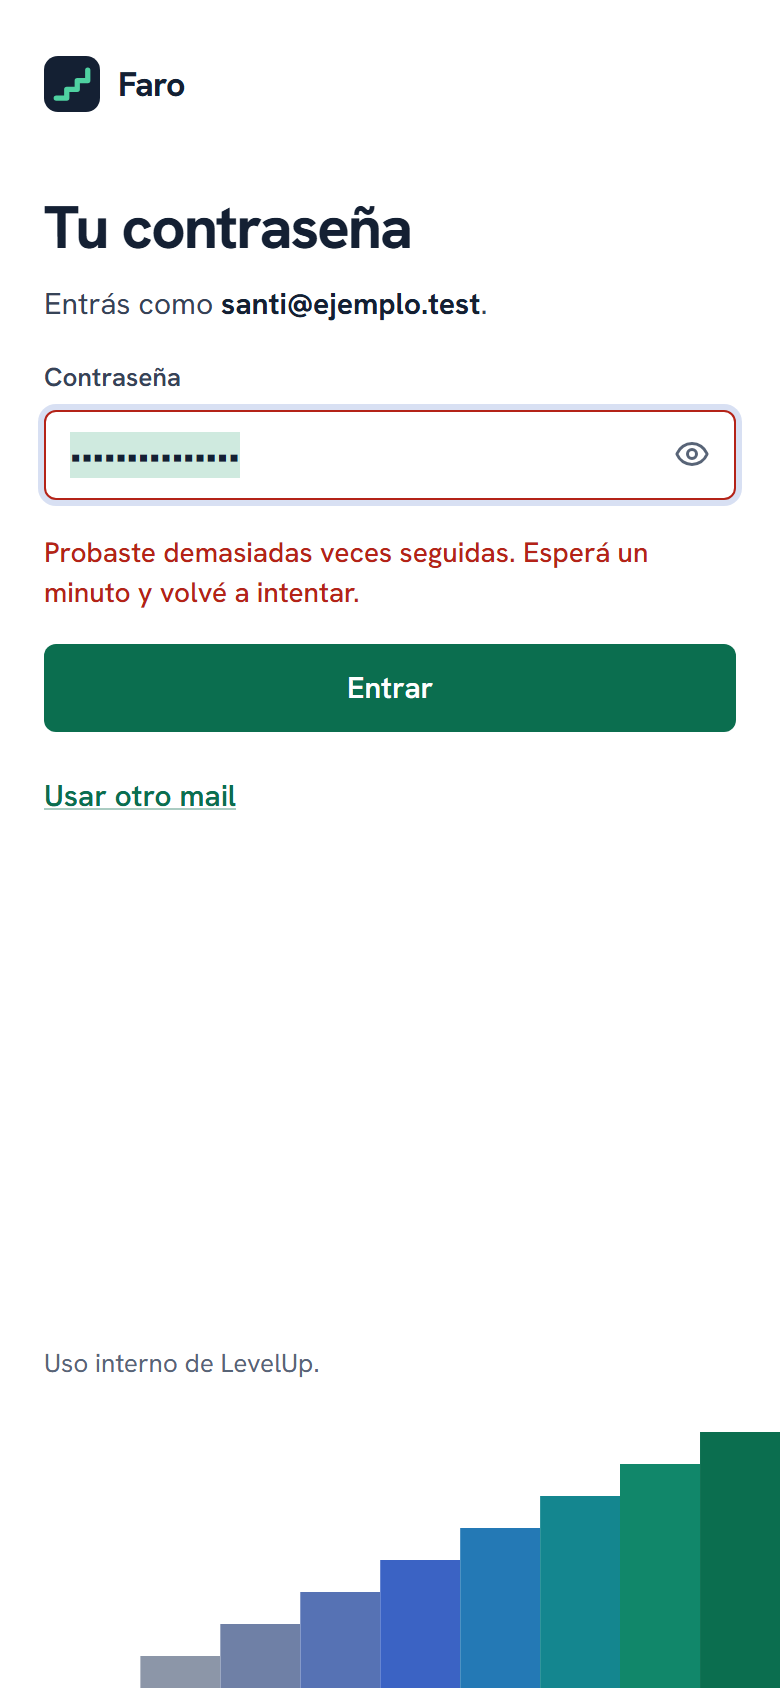 Faro
Tu contraseña
Entrás como santi@ejemplo.test.
Contraseña
Probaste demasiadas veces seguidas. Esperá un
minuto y volvé a intentar.
Entrar
Usar otro mail
Uso interno de LevelUp.